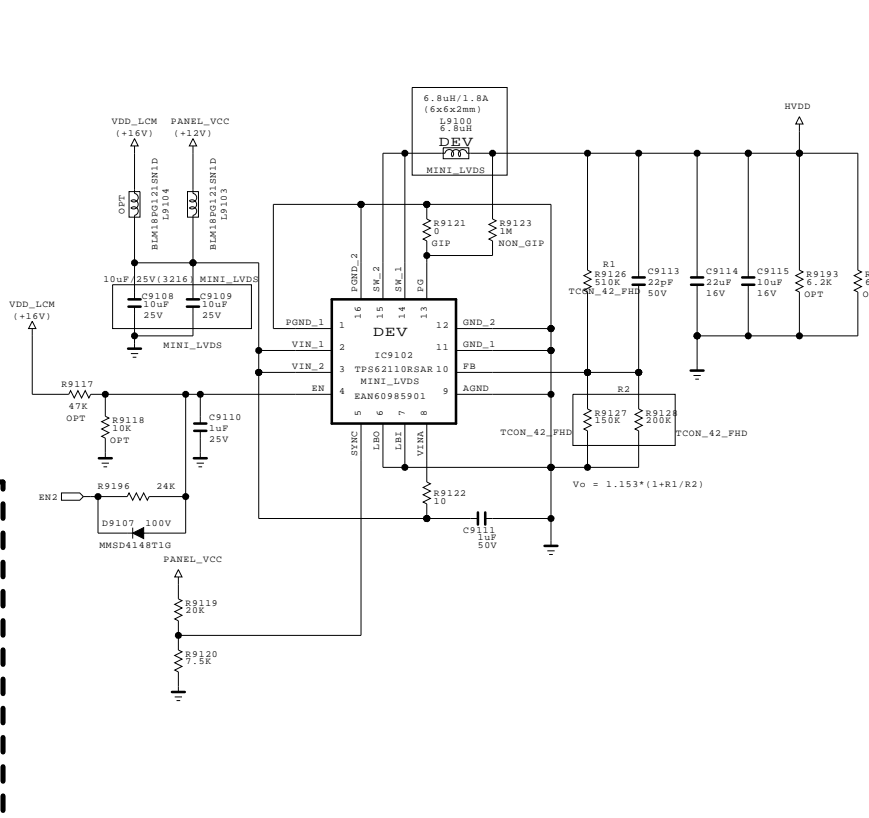 6.8uH/1.8A
(6x6x2mm)
L9100
6.8uH
DEV
MINI_LVDS
HVDD
VDD_LCM
(+16V)
PANEL_VCC
(+12V)
OPT
BLM18PG121SN1D
L9104
BLM18PG121SN1D
L9103
10uF/25V(3216) MINI_LVDS
C9108
10uF
25V
C9109
10uF
25V
MINI_LVDS
VDD_LCM
(+16V)
R9121
0
GIP
R9123
1M
NON_GIP
PGND_2
SW_2
SW_1
PG
16
15
14
13
PGND_1
1
VIN_1
2
VIN_2
3
EN
4
DEV
IC9102
TPS62110RSAR
MINI_LVDS
EAN60985901
12
GND_2
11
GND_1
10
FB
9
AGND
5
6
7
8
SYNC
LBO
LBI
VINA
R1
R9126
510K
TCON_42_FHD
C9113
22pF
50V
C9114
22uF
16V
C9115
10uF
16V
R9193
6.2K
OPT
R2
R9127
150K
TCON_42_FHD
R9128
200K
TCON_42_FHD
Vo = 1.153*(1+R1/R2)
R9117
47K
OPT
R9118
10K
OPT
C9110
1uF
25V
R9196
24K
EN2
D9107
100V
MMSD4148T1G
R9122
10
C9111
1uF
50V
PANEL_VCC
R9119
20K
R9120
7.5K